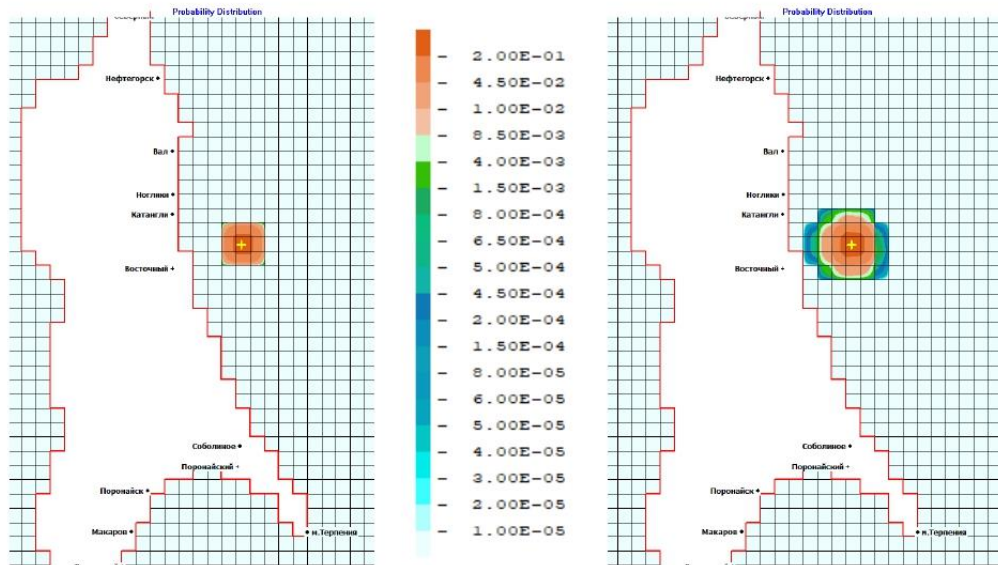 Probability Distribution
Нефтегорск
Вал
Ноглики
Катангли
Восточный
Соболиное
Поронайский
Поронайск
Макаров
м.Терпения
2.00E-01
4.50E-02
1.00E-02
8.50E-03
4.00E-03
1.50E-03
8.00E-04
6.50E-04
5.00E-04
4.50E-04
2.00E-04
1.50E-04
8.00E-05
6.00E-05
5.00E-05
4.00E-05
3.00E-05
2.00E-05
1.00E-05
Probability Distribution
Нефтегорск
Вал
Ноглики
Катангли
Восточный
Соболиное
Поронайский
Поронайск
Макаров
м.Терпения